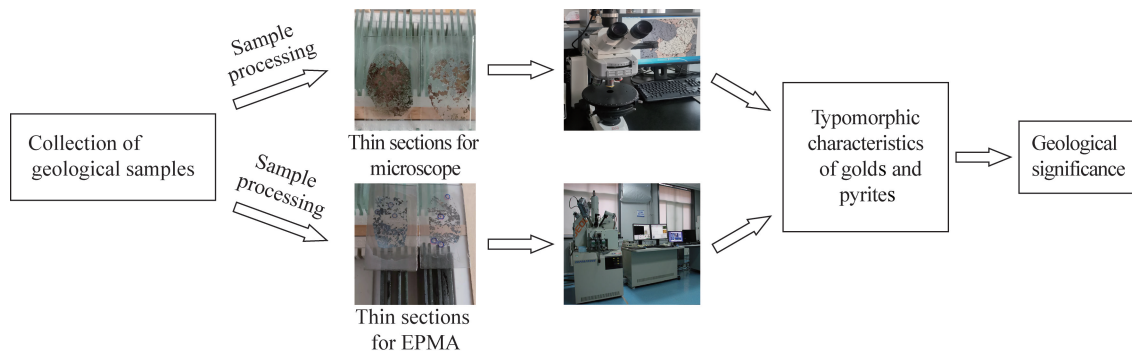 Collection of
geological samples
Sample
processing
Sample
processing
Thin sections for
microscope
Thin sections
for EPMA
Typomorphic
characteristics
of golds and
pyrites
Geological
significance